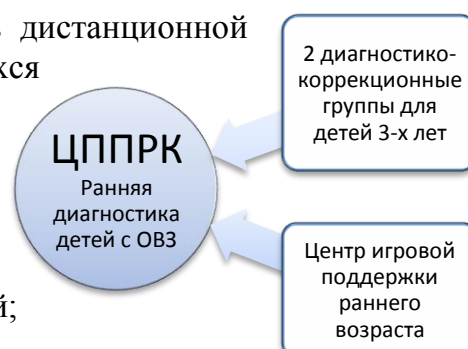 дистанционной
2 диагностико-
коррекционные
группы для
детей 3-х лет
ЦППРК
Ранняя
диагностика
детей с ОВЗ
Центр игровой
поддержки
раннего
возраста